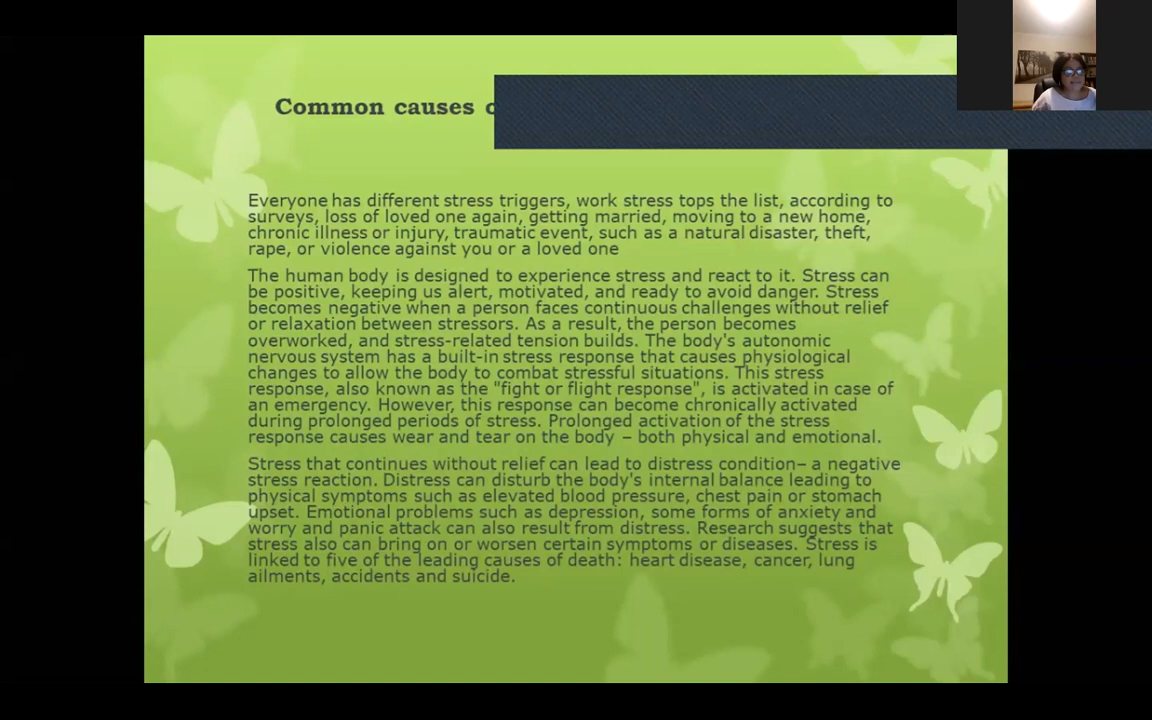 Common causes
Everyone has different stress triggers, work stress tops the list, according to
surveys, loss of loved one again, getting married, moving to a new home,
chronic illness or injury, traumatic event, such as a natural disaster, theft,
rape, or violence against you or a loved one
The human body is designed to experience stress and react to it. Stress can
be positive, keeping us alert, motivated, and ready to avoid danger. Stress
becomes negative when a person faces continuous challenges without relief
or relaxation between stressors. As a result, the person becomes
overworked, and stress-related tension builds. The body's autonomic
nervous system has a built-in stress response that causes physiological
changes to allow the body to combat stressful situations. This stress
response, also known as the "fight or flight response", is activated in case of
an emergency. However, this response can become chronically activated
during prolonged periods of stress. Prolonged activation of the stress
response causes wear and tear on the body – both physical and emotional.
Stress that continues without relief can lead to distress condition– a negative
stress reaction. Distress can disturb the body's internal balance leading to
physical symptoms such as elevated blood pressure, chest pain or stomach
upset. Emotional problems such as depression, some forms of anxiety and
worry and panic attack can also result from distress. Research suggests that
stress also can bring on or worsen certain symptoms or diseases. Stress is
linked to five of the leading causes of death: heart disease, cancer, lung
ailments, accidents and suicide.